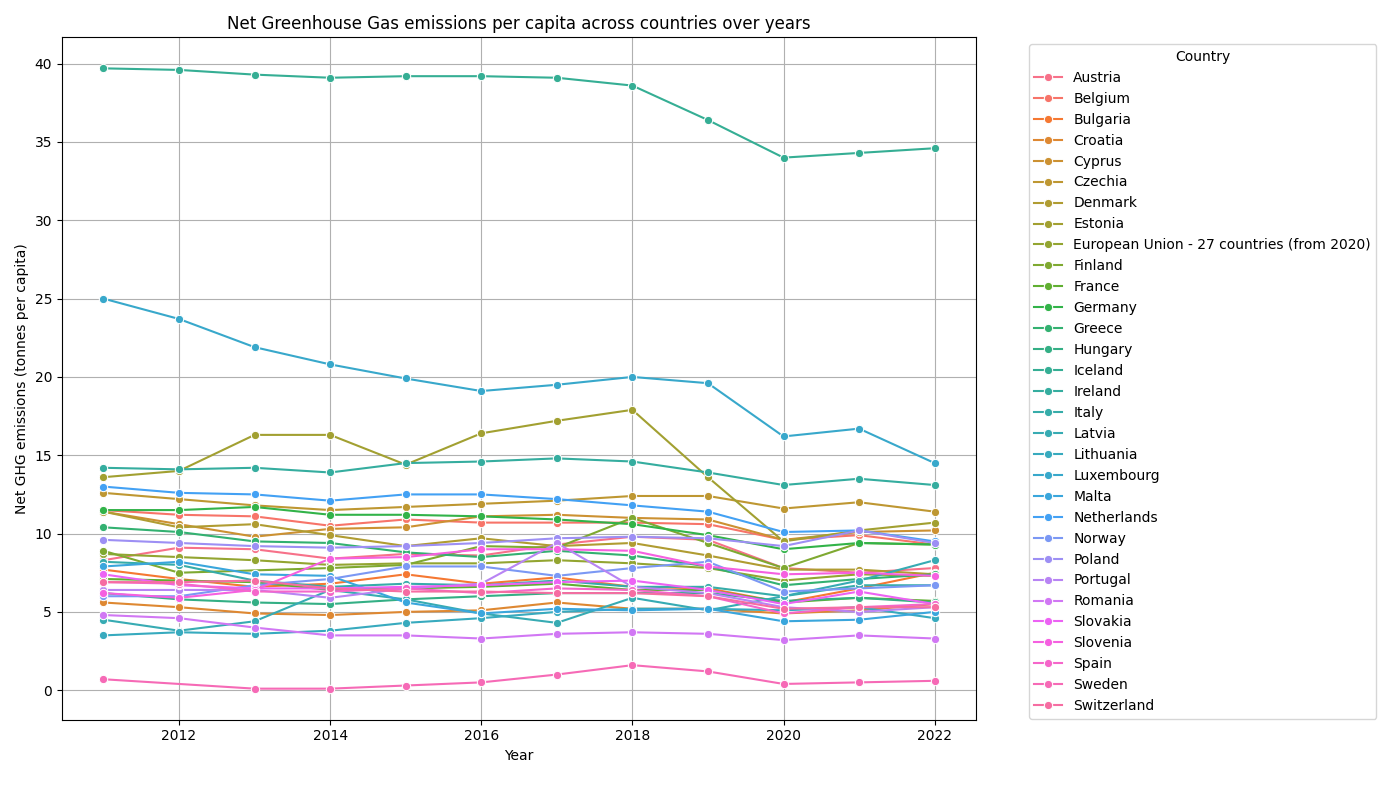 Net Greenhouse Gas emissions per capita across countries over years
Net GHG emissions (tonnes per capita)
40
35
30
25
20
15
10
5
0
2012
2014
2016
2018
2020
2022
Year
Country
Austria
Belgium
Bulgaria
Croatia
Cyprus
Czechia
Denmark
Estonia
European Union - 27 countries (from 2020)
Finland
France
Germany
Greece
Hungary
Iceland
Ireland
Italy
Latvia
Lithuania
Luxembourg
Malta
Netherlands
Norway
Poland
Portugal
Romania
Slovakia
Slovenia
Spain
Sweden
Switzerland